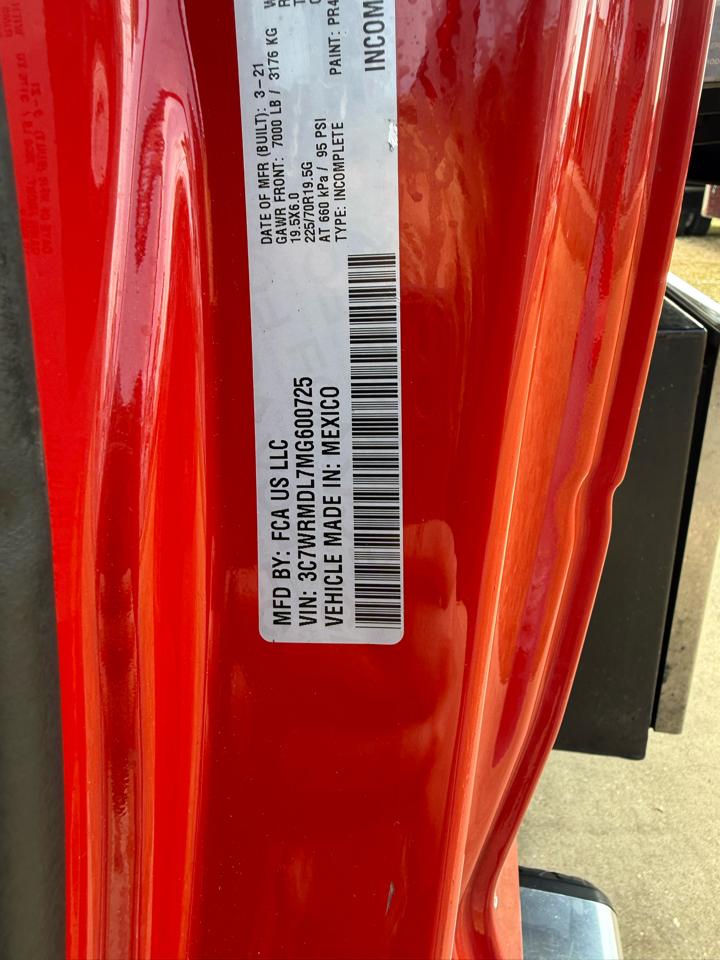 MFD BY: FCA US LLC
VIN: 3C7WRMDL7MG600725
VEHICLE MADE IN: MEXICO
DATE OF MFR (BUILT): 3-21
GAWR FRONT: 7000 LB / 3176 KG
19.5X6.0
225/70R19.5G
AT 660 kPa / 95 PSI
TYPE: INCOMPLETE
PAINT: PR4
INCOM